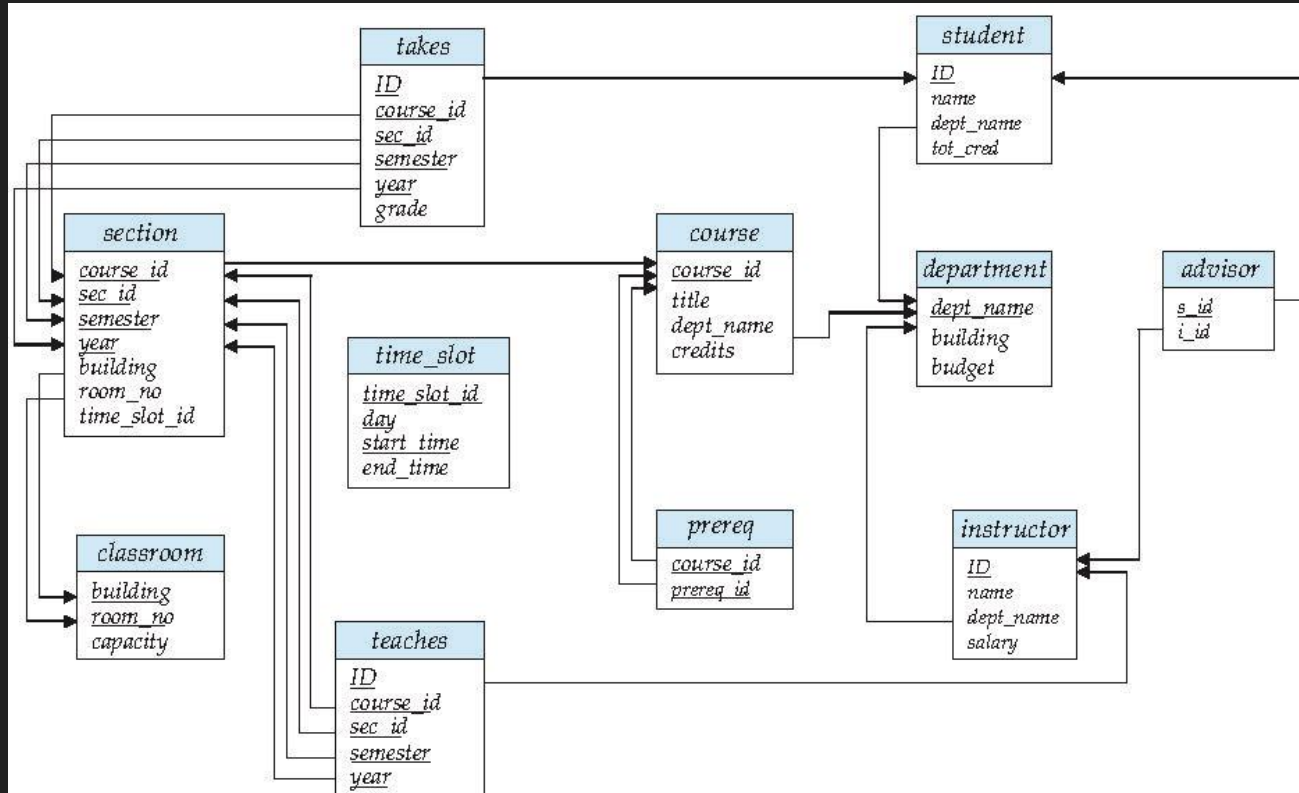 takes
ID
course_id
sec_id
semester
year
grade
student
ID
name
dept_name
tot_cred
section
course_id
sec_id
semester
year
building
room_no
time_slot_id
course
course_id
title
dept_name
credits
department
dept_name
building
budget
advisor
s_id
i_id
time_slot
time_slot_id
day
start_time
end_time
classroom
building
room_no
capacity
prereq
course_id
prereq_id
instructor
ID
name
dept_name
salary
teaches
ID
course_id
sec_id
semester
year